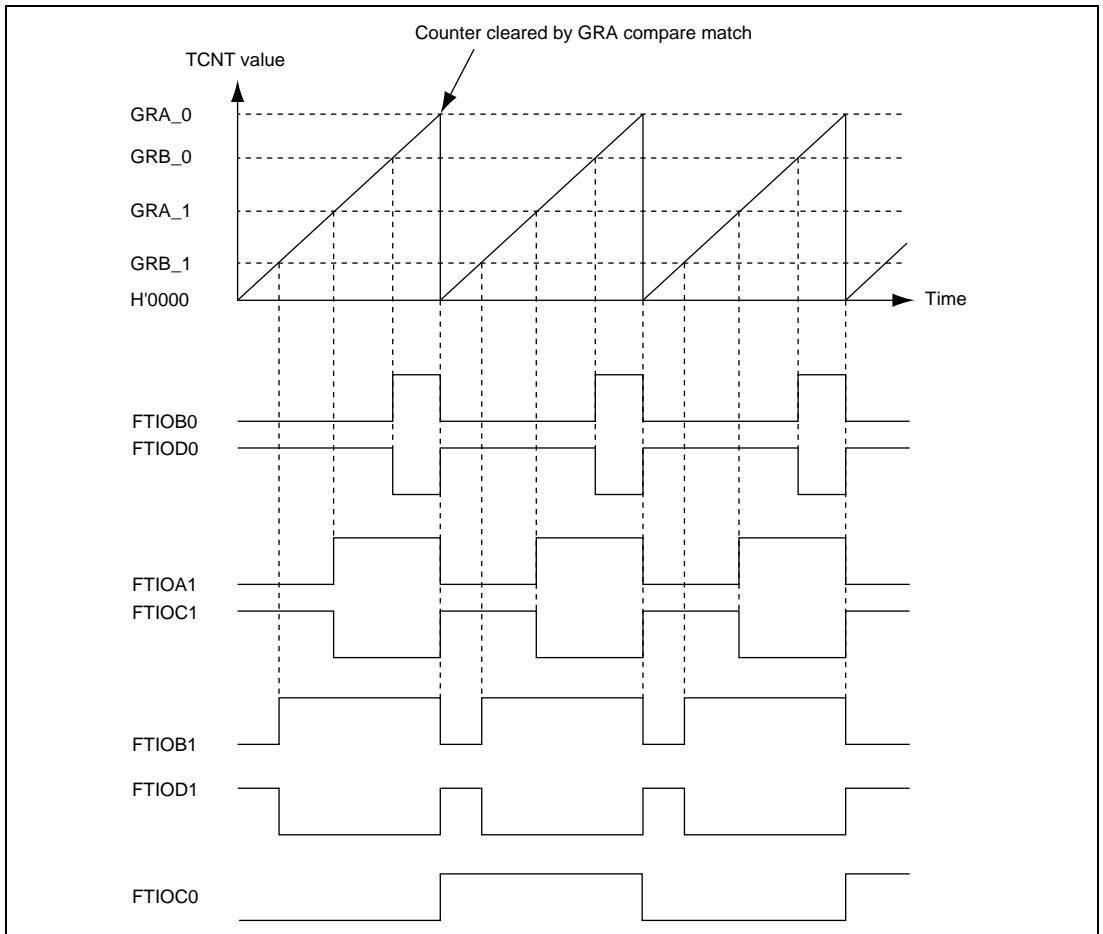 Counter cleared by GRA compare match
TCNT value
GRA_0
GRB_0
GRA_1
GRB_1
H'0000
Time
FTIOB0
FTIOD0
FTIOA1
FTIOC1
FTIOB1
FTIOD1
FTIOC0